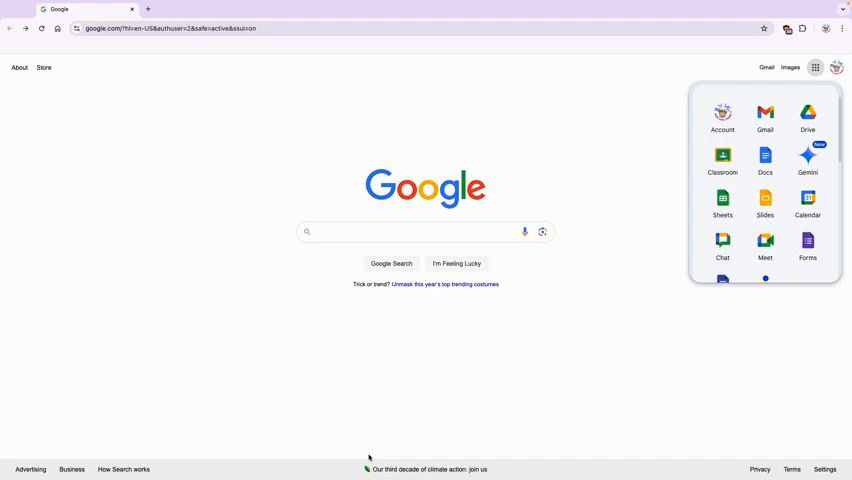 Google
google.com/?hl=en-US&authuser=2&safe=active&ssui=on
About Store
Gmail Images
Account Gmail Drive
New
Classroom Docs Gemini
Sheets Slides Calendar
Chat Meet Forms
Google
Google Search I'm Feeling Lucky
Trick or trend? Unmask this year's top trending costumes
Advertising Business How Search works
Our third decade of climate action: join us
Privacy Terms Settings